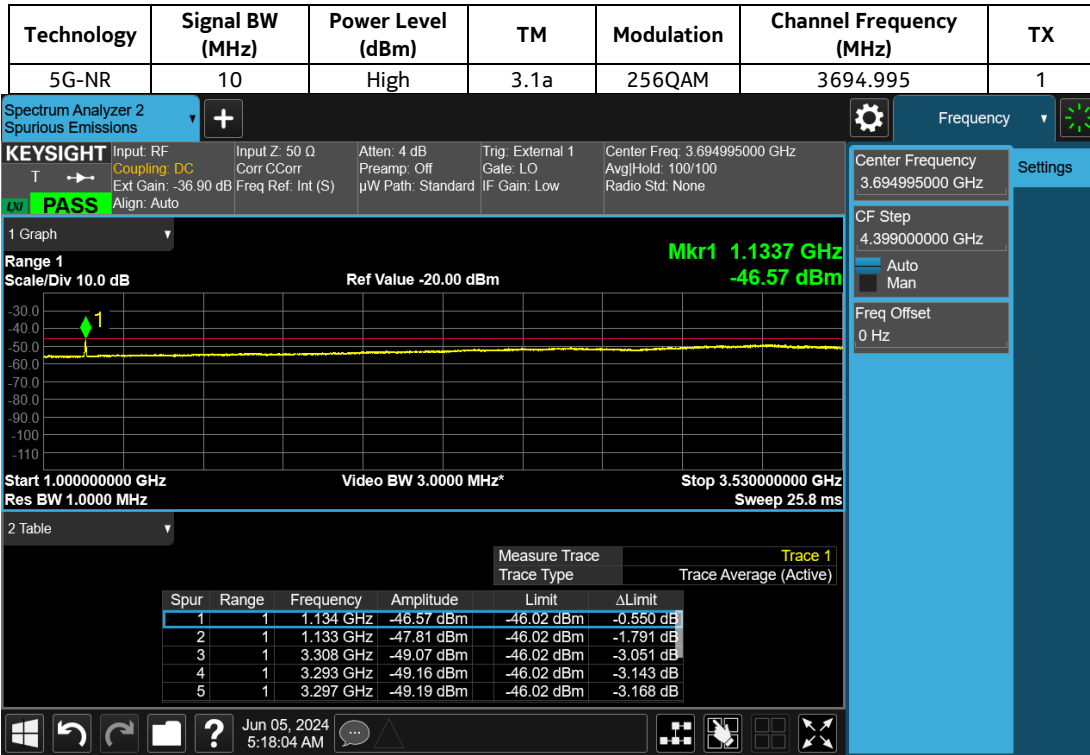 Technology Signal BW (MHz) Power Level (dBm) TM Modulation Channel Frequency (MHz) TX
5G-NR 10 High 3.1a 256QAM 3694.995 1
Spectrum Analyzer 2
Spurious Emissions
Frequency
KEYSIGHT Input: RF Input Z: 50 Ω Atten: 4 dB Trig: External 1 Center Freq: 3.694995000 GHz
T Coupling: DC Corr CCorr Preamp: Off Gate: LO Avg|Hold: 100/100
Ext Gain: -36.90 dB Freq Ref: Int (S) µW Path: Standard IF Gain: Low Radio Std: None
LXI PASS Align: Auto
Center Frequency
3.694995000 GHz
Settings
CF Step
4.399000000 GHz
Auto
Man
Freq Offset
0 Hz
1 Graph
Range 1
Mkr1 1.1337 GHz
Scale/Div 10.0 dB Ref Value -20.00 dBm -46.57 dBm
1
-30.0
-40.0
-50.0
-60.0
-70.0
-80.0
-90.0
-100
-110
Start 1.000000000 GHz Video BW 3.0000 MHz* Stop 3.530000000 GHz
Res BW 1.0000 MHz Sweep 25.8 ms
2 Table
Measure Trace Trace 1
Trace Type Trace Average (Active)
Spur Range Frequency Amplitude Limit ΔLimit
1 1 1.134 GHz -46.57 dBm -46.02 dBm -0.550 dB
2 1 1.133 GHz -47.81 dBm -46.02 dBm -1.791 dB
3 1 3.308 GHz -49.07 dBm -46.02 dBm -3.051 dB
4 1 3.293 GHz -49.16 dBm -46.02 dBm -3.143 dB
5 1 3.297 GHz -49.19 dBm -46.02 dBm -3.168 dB
Jun 05, 2024
5:18:04 AM